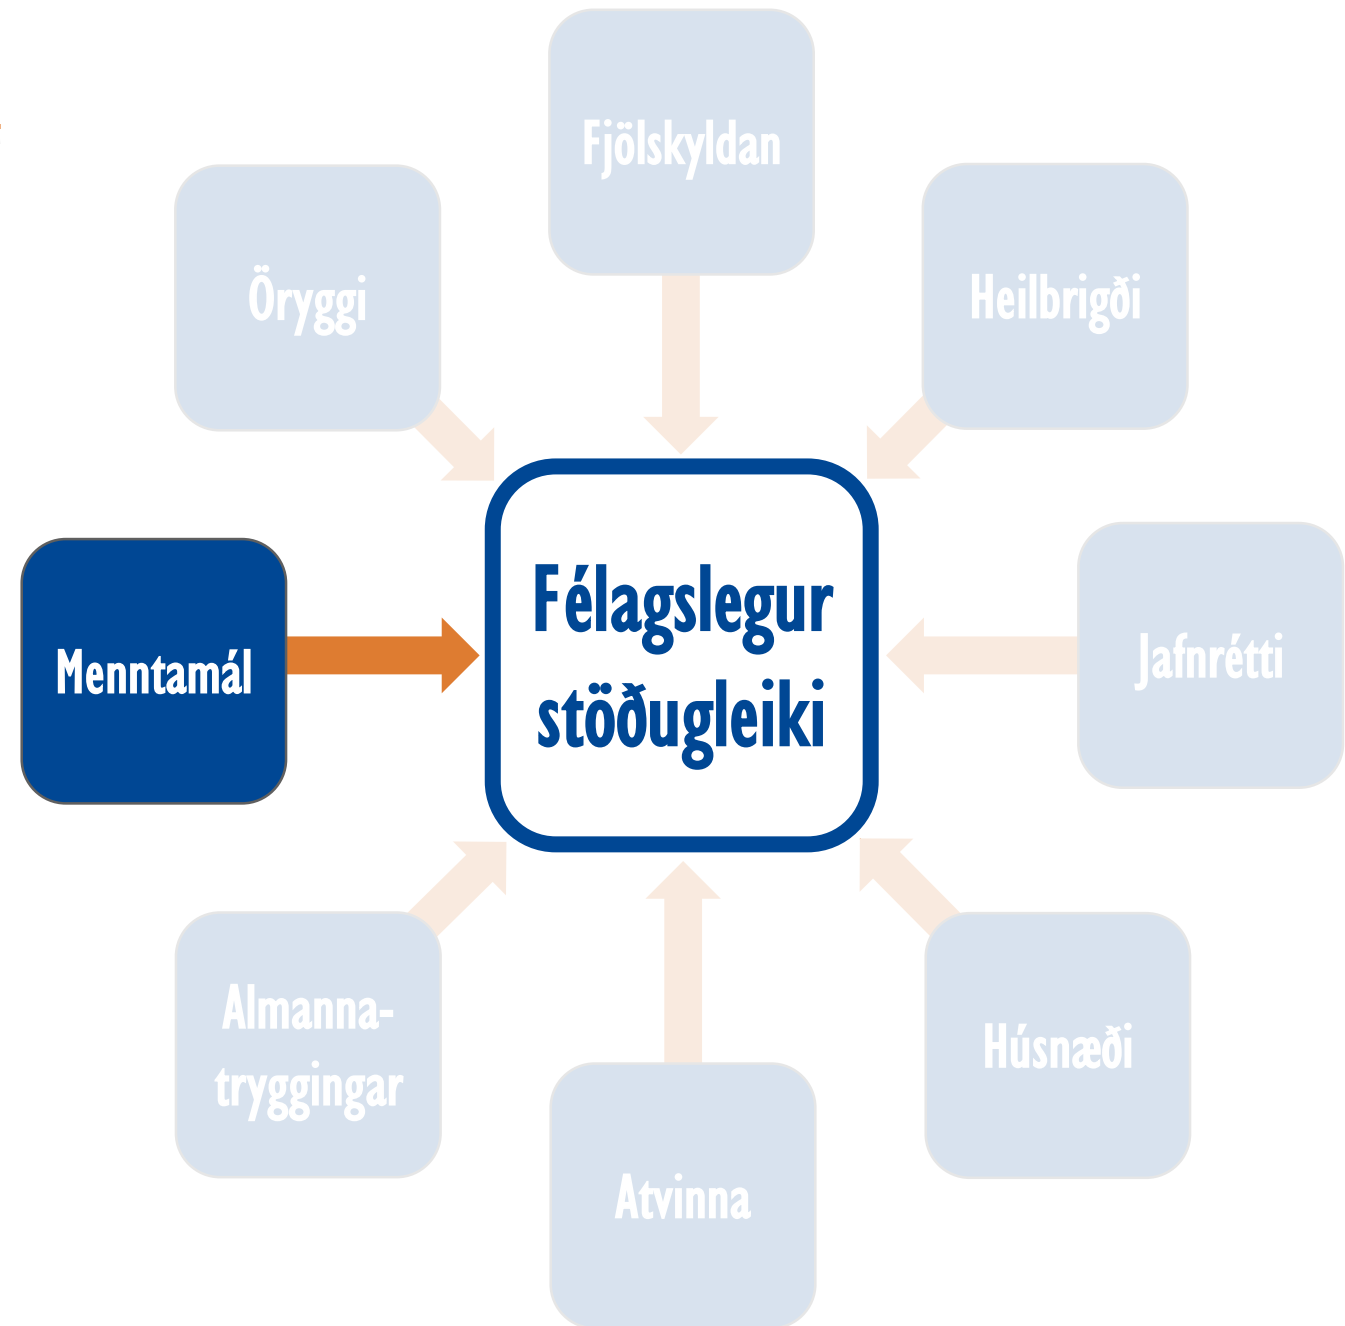 Fjölskyldan
Öryggi
Heilbrigði
Félagslegur
stöðugleiki
Menntamál
Jafnrétti
Almanna-
tryggingar
Húsnæði
Atvinna